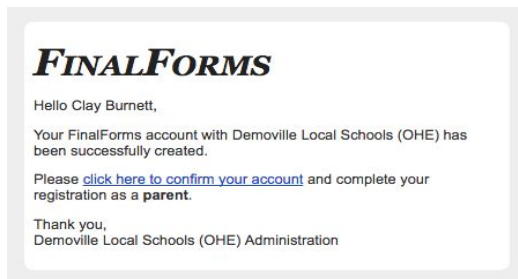 FINALFORMS
Hello Clay Burnett,
Your FinalForms account with Demoville Local Schools (OHE) has
been successfully created.
Please click here to confirm your account and complete your
registration as a parent.
Thank you,
Demoville Local Schools (OHE) Administration